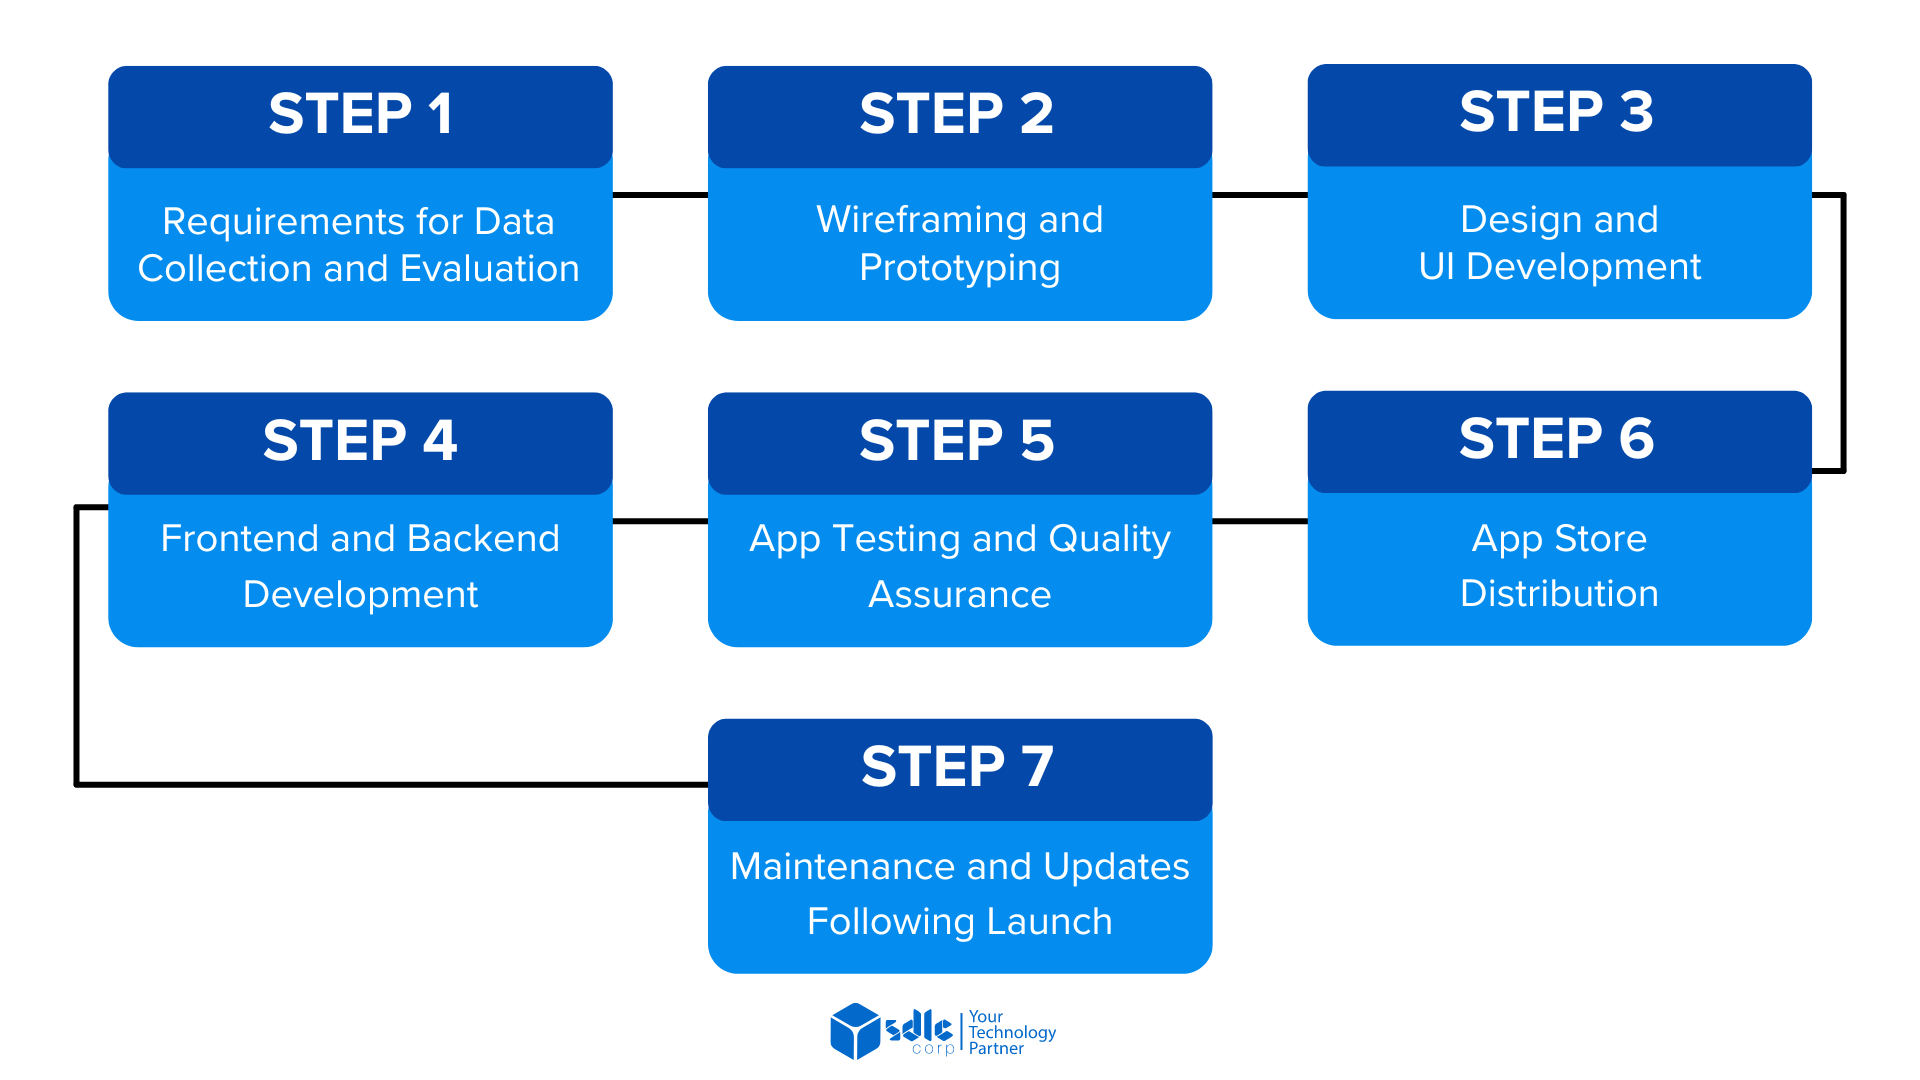 STEP 1
Requirements for Data
Collection and Evaluation
STEP 2
Wireframing and
Prototyping
STEP 3
Design and
UI Development
STEP 4
Frontend and Backend
Development
STEP 5
App Testing and Quality
Assurance
STEP 6
App Store
Distribution
STEP 7
Maintenance and Updates
Following Launch
sdlc
corp
Your
Technology
Partner